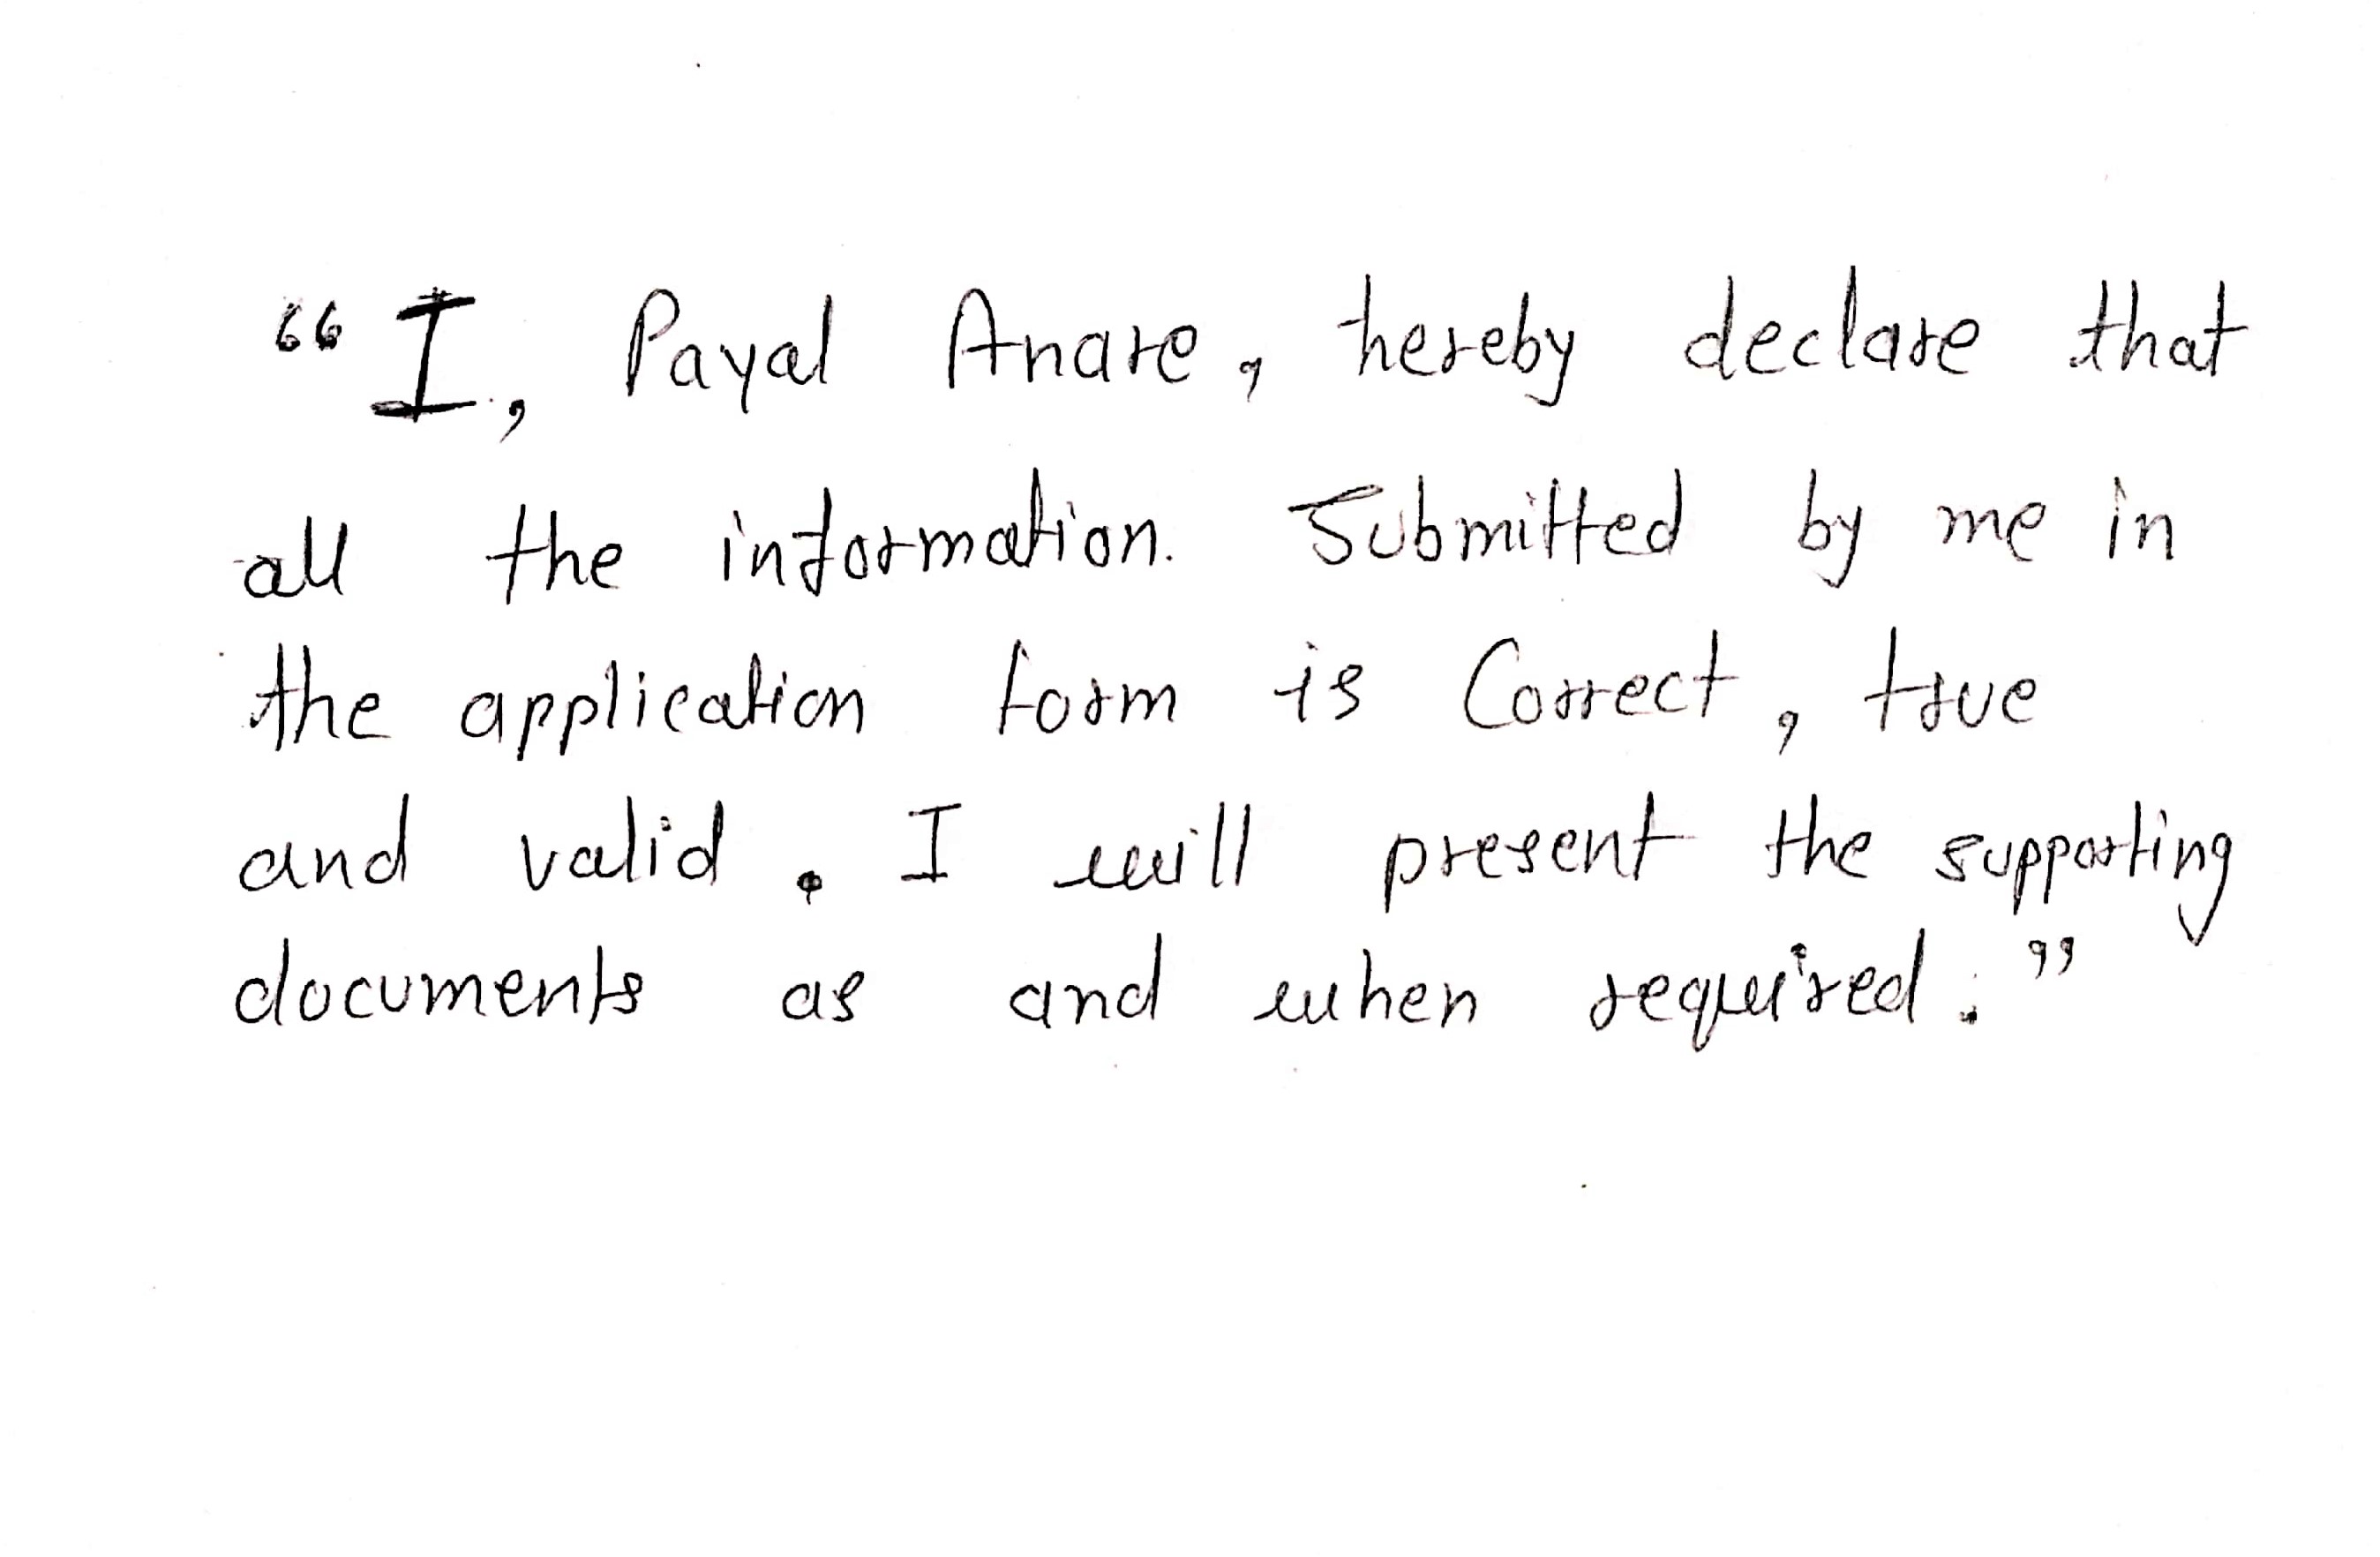 “I, Payal Anare, hereby declare that
all the information. Submitted by me in
the application form is Correct, true
and valid. I will present the supporting
documents as and when required.”